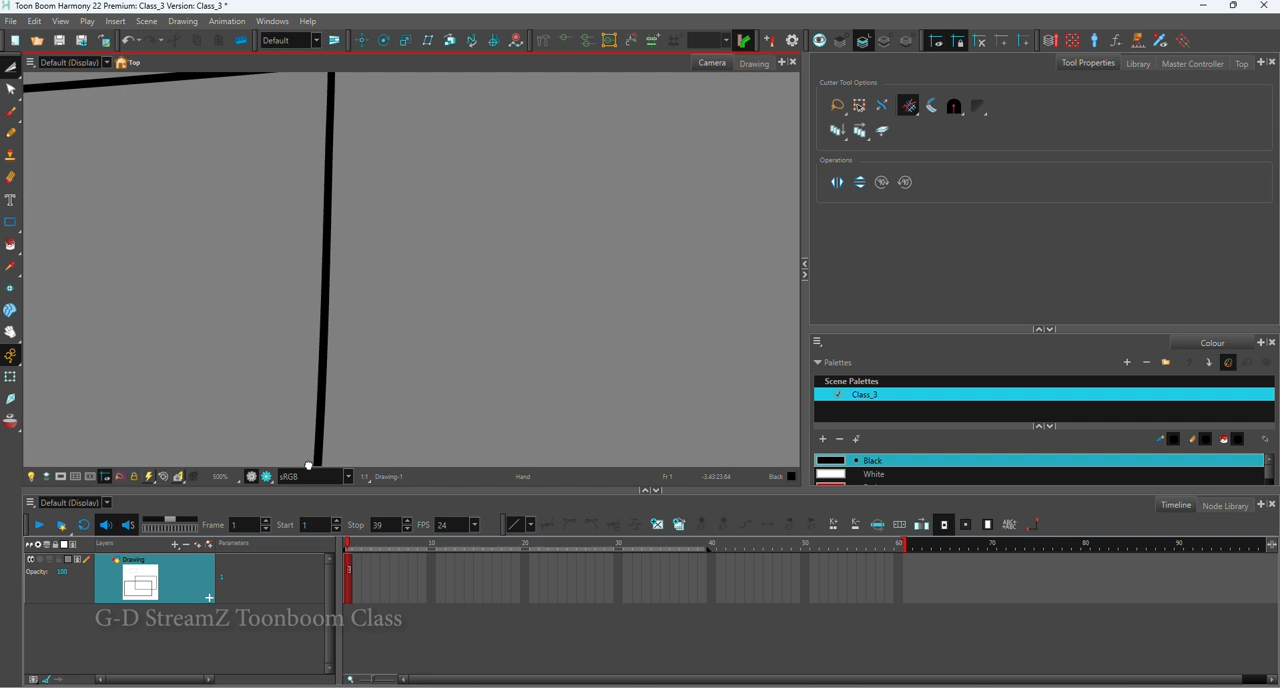 Toon Boom Harmony 22 Premium: Class_3 Version: Class_3 *
File Edit View Play Insert Scene Drawing Animation Windows Help
Default
Default (Display) Top Camera Drawing
Tool Properties Library Master Controller Top
Cutter Tool Options
Operations
Colour
Palettes
Scene Palettes
Class_3
Black
White
500% sRGB 1:1 Drawing-1 Hand Fr 1 Black
Default (Display) Timeline Node Library
Frame 1 Start 1 Stop 39 FPS 24
Layers Parameters 10 20 30 40 50 60 70 80 90
Drawing
Opacity: 100 1
G-D StreamZ Toonboom Class